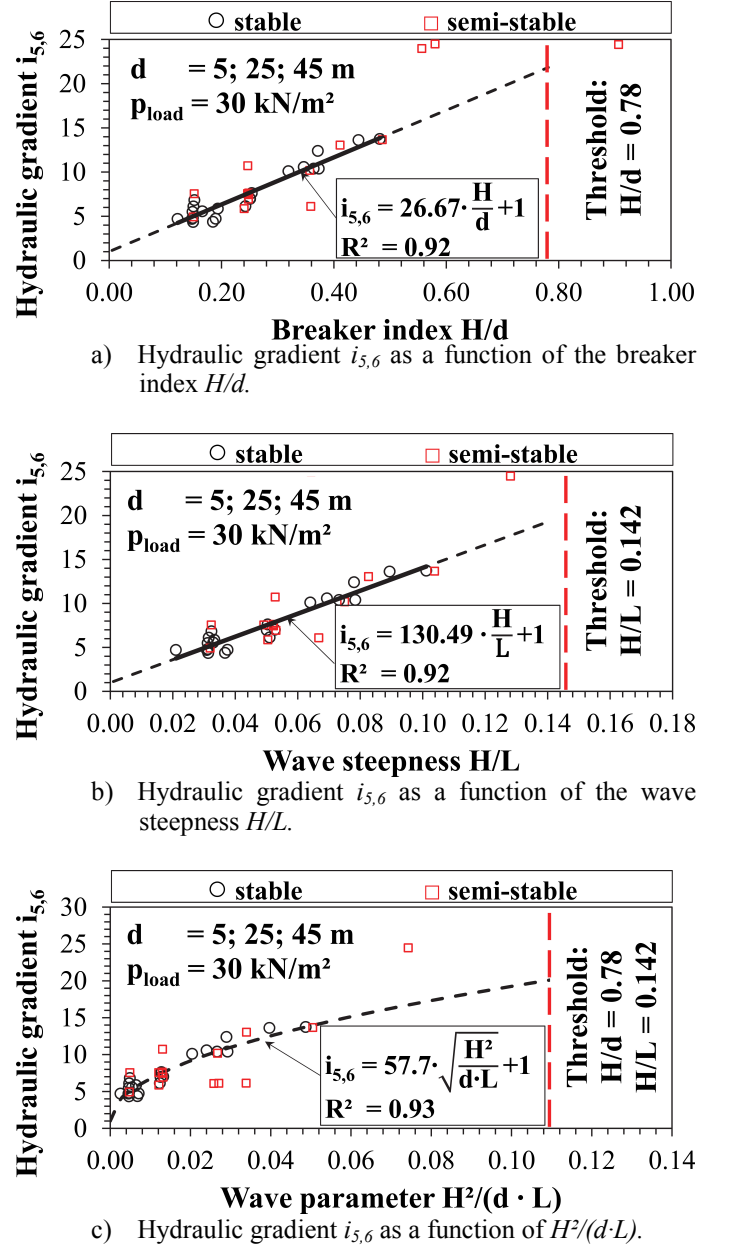 stable semi-stable
Hydraulic gradient i5,6
25
20
15
10
5
0
d = 5; 25; 45 m
pload = 30 kN/m²
i5,6 = 26.67·H/d+1
R² = 0.92
Threshold:
H/d = 0.78
0.00 0.20 0.40 0.60 0.80 1.00
Breaker index H/d
a) Hydraulic gradient i5,6 as a function of the breaker
index H/d.
stable semi-stable
Hydraulic gradient i5,6
25
20
15
10
5
0
d = 5; 25; 45 m
pload = 30 kN/m²
i5,6 = 130.49 · H/L+1
R² = 0.92
Threshold:
H/L = 0.142
0.00 0.02 0.04 0.06 0.08 0.10 0.12 0.14 0.16 0.18
Wave steepness H/L
b) Hydraulic gradient i5,6 as a function of the wave
steepness H/L.
stable semi-stable
Hydraulic gradient i5,6
30
25
20
15
10
5
0
d = 5; 25; 45 m
pload = 30 kN/m²
i5,6 = 57.7·√H²/d·L+1
R² = 0.93
Threshold:
H/d = 0.78
H/L = 0.142
0.00 0.02 0.04 0.06 0.08 0.10 0.12 0.14
Wave parameter H²/(d · L)
c) Hydraulic gradient i5,6 as a function of H²/(d·L).